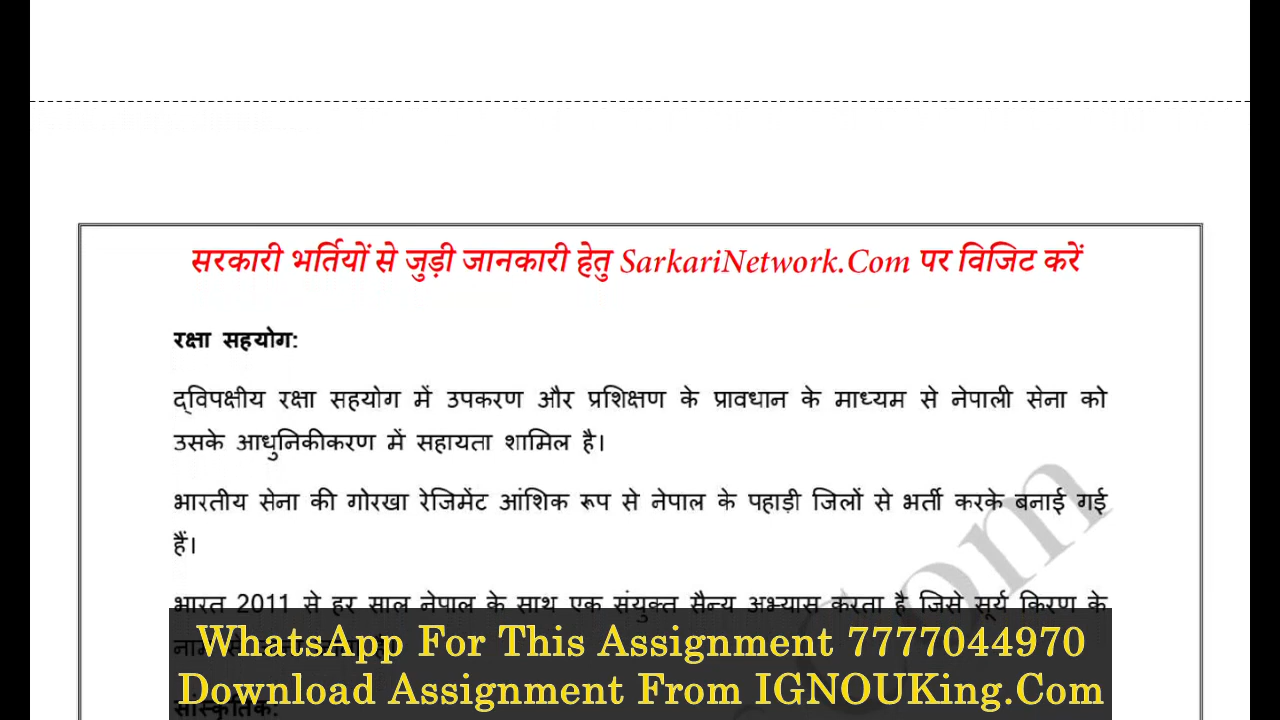 सरकारी भर्तियों से जुड़ी जानकारी हेतु SarkariNetwork.Com पर विजिट करें
रक्षा सहयोग:
द्विपक्षीय रक्षा सहयोग में उपकरण और प्रशिक्षण के प्रावधान के माध्यम से नेपाली सेना को
उसके आधुनिकीकरण में सहायता शामिल है।
भारतीय सेना की गोरखा रेजिमेंट आंशिक रूप से नेपाल के पहाड़ी जिलों से भर्ती करके बनाई गई
हैं।
भारत 2011 से हर साल नेपाल के साथ एक संयुक्त सैन्य अभ्यास करता है जिसे सूर्य किरण के
WhatsApp For This Assignment 7777044970
Download Assignment From IGNOUKing.Com
सांस्कृतिक:
com